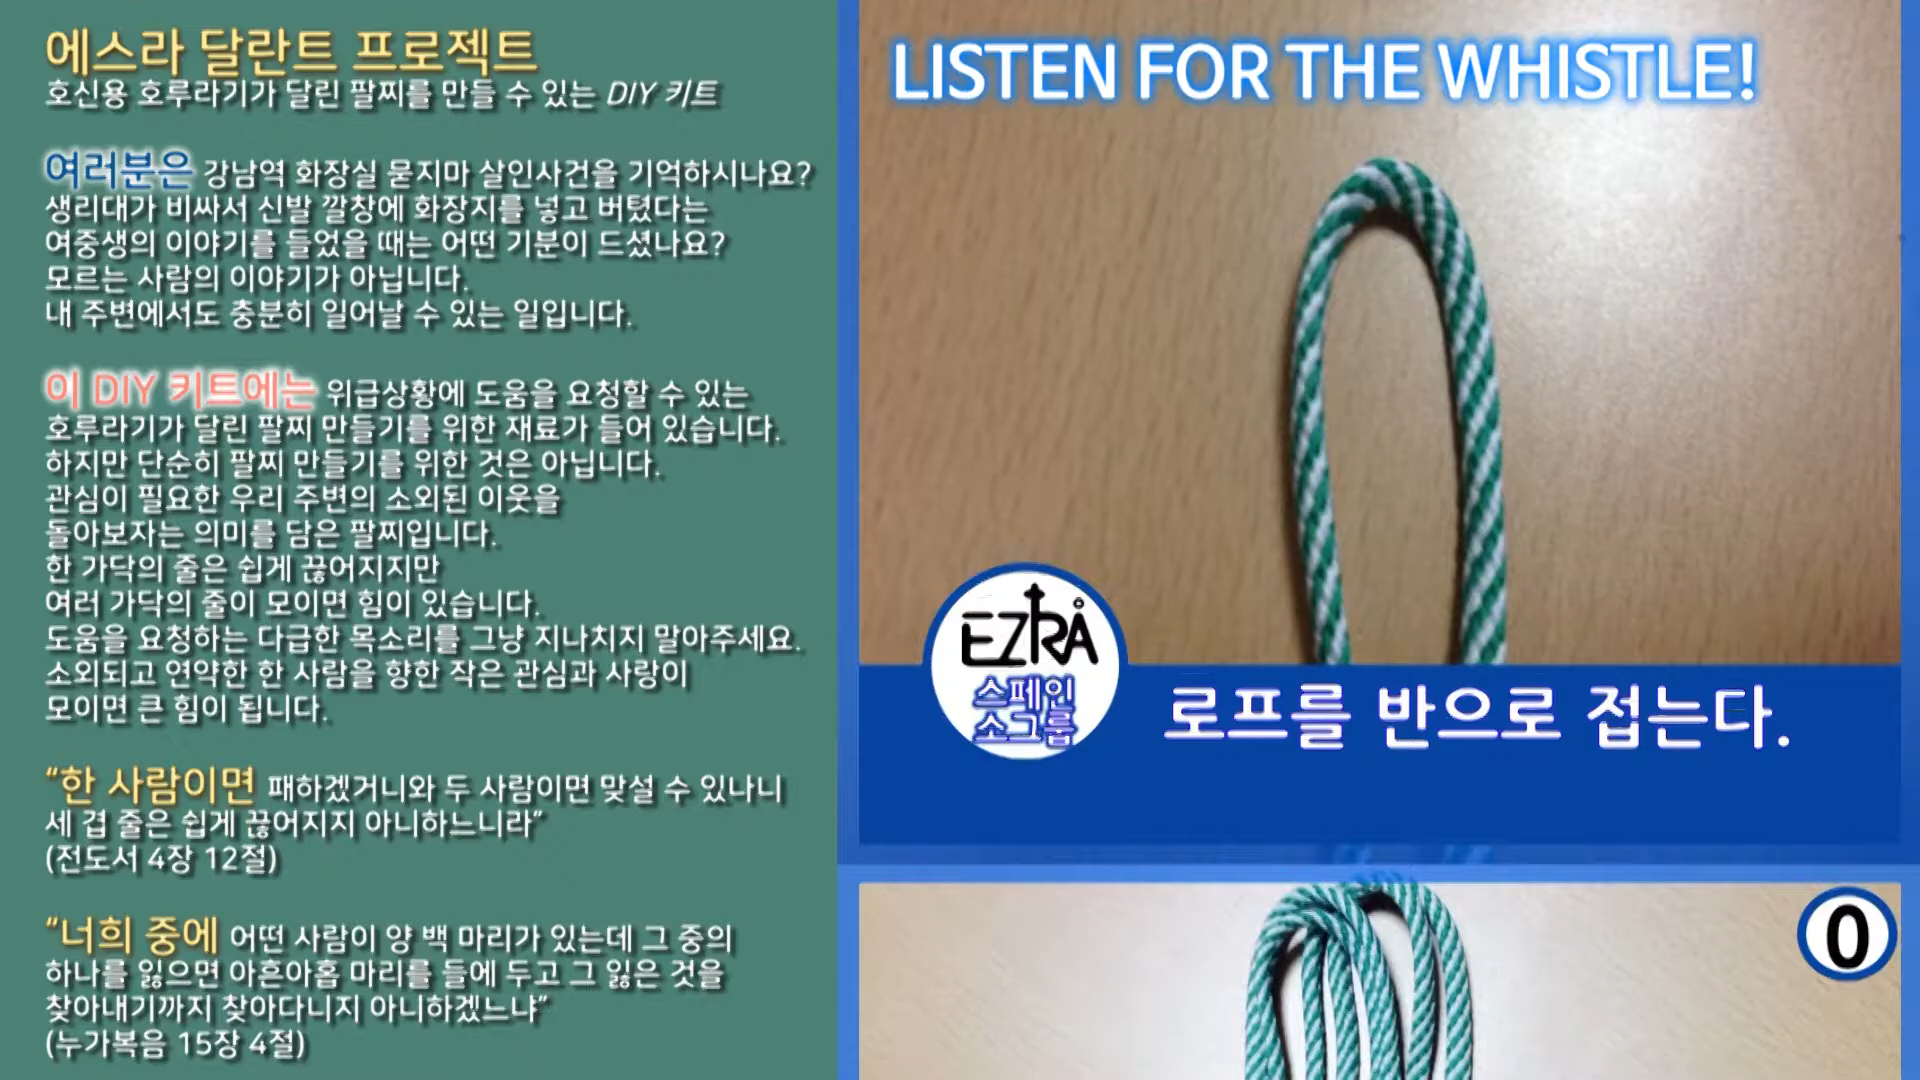 에스라 달란트 프로젝트
호신용 호루라기가 달린 팔찌를 만들 수 있는 DIY 키트
여러분은 강남역 화장실 묻지마 살인사건을 기억하시나요?
생리대가 비싸서 신발 깔창에 화장지를 넣고 버텼다는
여중생의 이야기를 들었을 때는 어떤 기분이 드셨나요?
모르는 사람의 이야기가 아닙니다.
내 주변에서도 충분히 일어날 수 있는 일입니다.
이 DIY 키트에는 위급상황에 도움을 요청할 수 있는
호루라기가 달린 팔찌 만들기를 위한 재료가 들어 있습니다.
하지만 단순히 팔찌 만들기를 위한 것은 아닙니다.
관심이 필요한 우리 주변의 소외된 이웃을
돌아보자는 의미를 담은 팔찌입니다.
한 가닥의 줄은 쉽게 끊어지지만
여러 가닥의 줄이 모이면 힘이 있습니다.
도움을 요청하는 다급한 목소리를 그냥 지나치지 말아주세요.
소외되고 연약한 한 사람을 향한 작은 관심과 사랑이
모이면 큰 힘이 됩니다.
“한 사람이면 패하겠거니와 두 사람이면 맞설 수 있나니
세 겹 줄은 쉽게 끊어지지 아니하느니라”
(전도서 4장 12절)
“너희 중에 어떤 사람이 양 백 마리가 있는데 그 중의
하나를 잃으면 아흔아홉 마리를 들에 두고 그 잃은 것을
찾아내기까지 찾아다니지 아니하겠느냐”
(누가복음 15장 4절)
LISTEN FOR THE WHISTLE!
EZRA
스페인
소그룹
로프를 반으로 접는다.
0